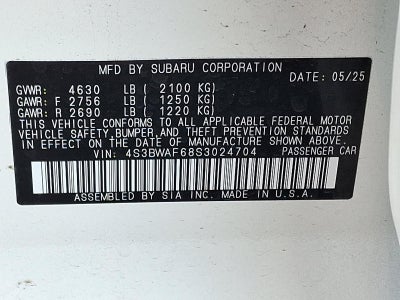 MFD BY SUBARU CORPORATION
DATE: 05/25
GVWR: 4630 LB ( 2100 KG)
GAWR: F 2756 LB ( 1250 KG)
GAWR: R 2690 LB ( 1220 KG)
THIS VEHICLE CONFORMS TO ALL APPLICABLE FEDERAL MOTOR
VEHICLE SAFETY, BUMPER, AND THEFT PREVENTION STANDARDS
IN EFFECT ON THE DATE OF MANUFACTURE SHOWN ABOVE.
VIN: 4S3BWAF68S3024704 PASSENGER CAR
ASSEMBLED BY SIA INC. MADE IN U.S.A.